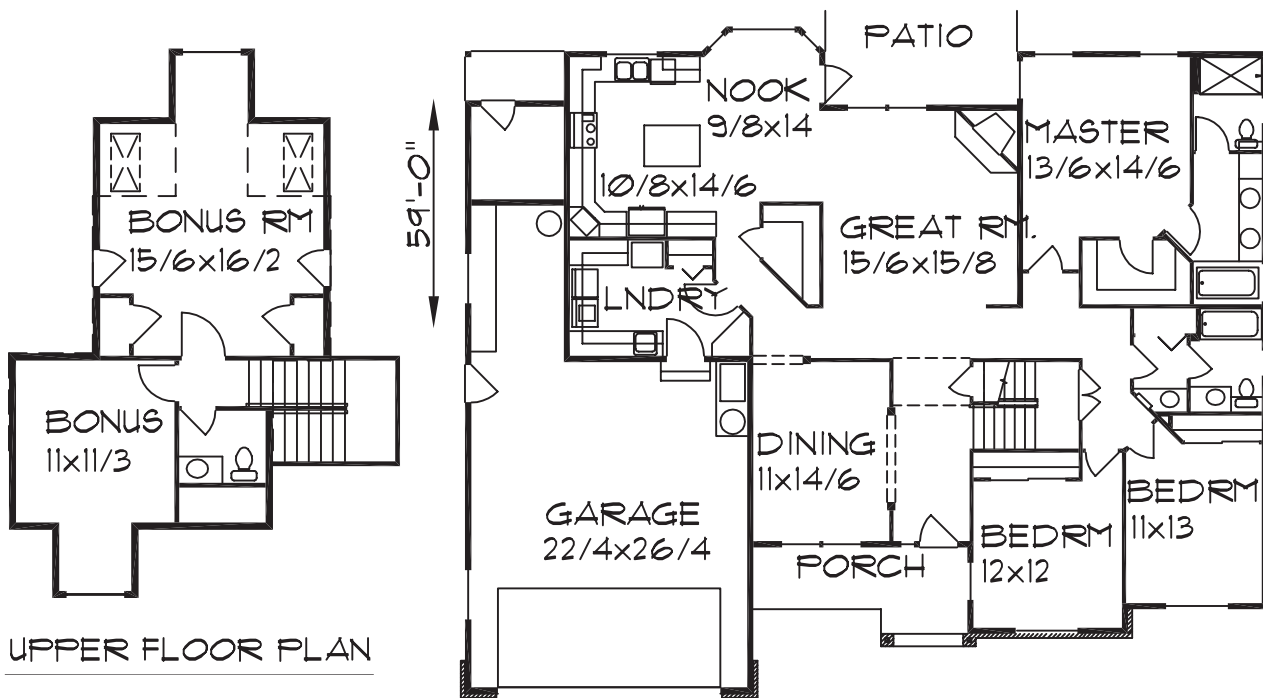 BONUS RM
15/6x16/2
BONUS
11x11/3
UPPER FLOOR PLAN
59'-0"
PATIO
NOOK
9/8x14
10/8x14/6
MASTER
13/6x14/6
GREAT RM.
15/6x15/8
LNDRY
DINING
11x14/6
GARAGE
22/4x26/4
PORCH
BEDRM
12x12
BEDRM
11x13